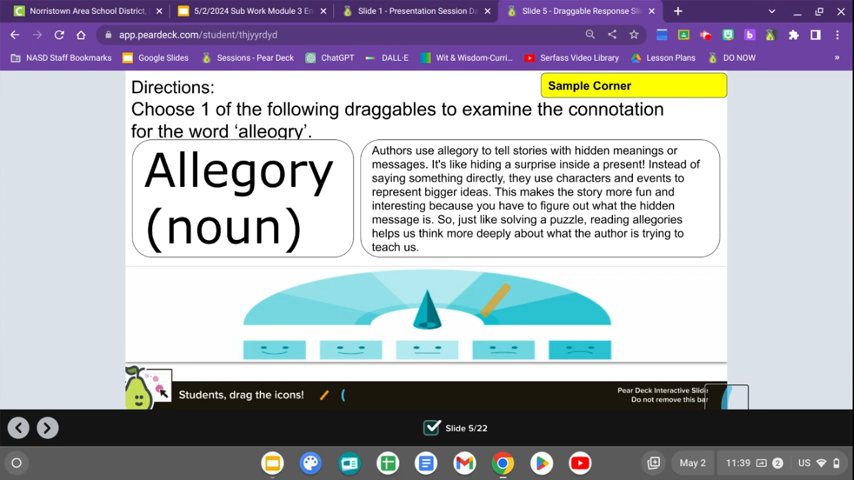 Norristown Area School District,
5/2/2024 Sub Work Module 3 En
Slide 1 - Presentation Session Da
Slide 5 - Draggable Response Sli
app.peardeck.com/student/thjyyrdyd
NASD Staff Bookmarks
Google Slides
Sessions - Pear Deck
ChatGPT
DALL·E
Wit & Wisdom-Curri...
Serfass Video Library
Lesson Plans
DO NOW
»
Directions:
Sample Corner
Choose 1 of the following draggables to examine the connotation
for the word ‘alleogry’.
Allegory
(noun)
Authors use allegory to tell stories with hidden meanings or
messages. It's like hiding a surprise inside a present! Instead of
saying something directly, they use characters and events to
represent bigger ideas. This makes the story more fun and
interesting because you have to figure out what the hidden
message is. So, just like solving a puzzle, reading allegories
helps us think more deeply about what the author is trying to
teach us.
Students, drag the icons!
Pear Deck Interactive Slide
Do not remove this bar
Slide 5/22
May 2
11:39
2
US